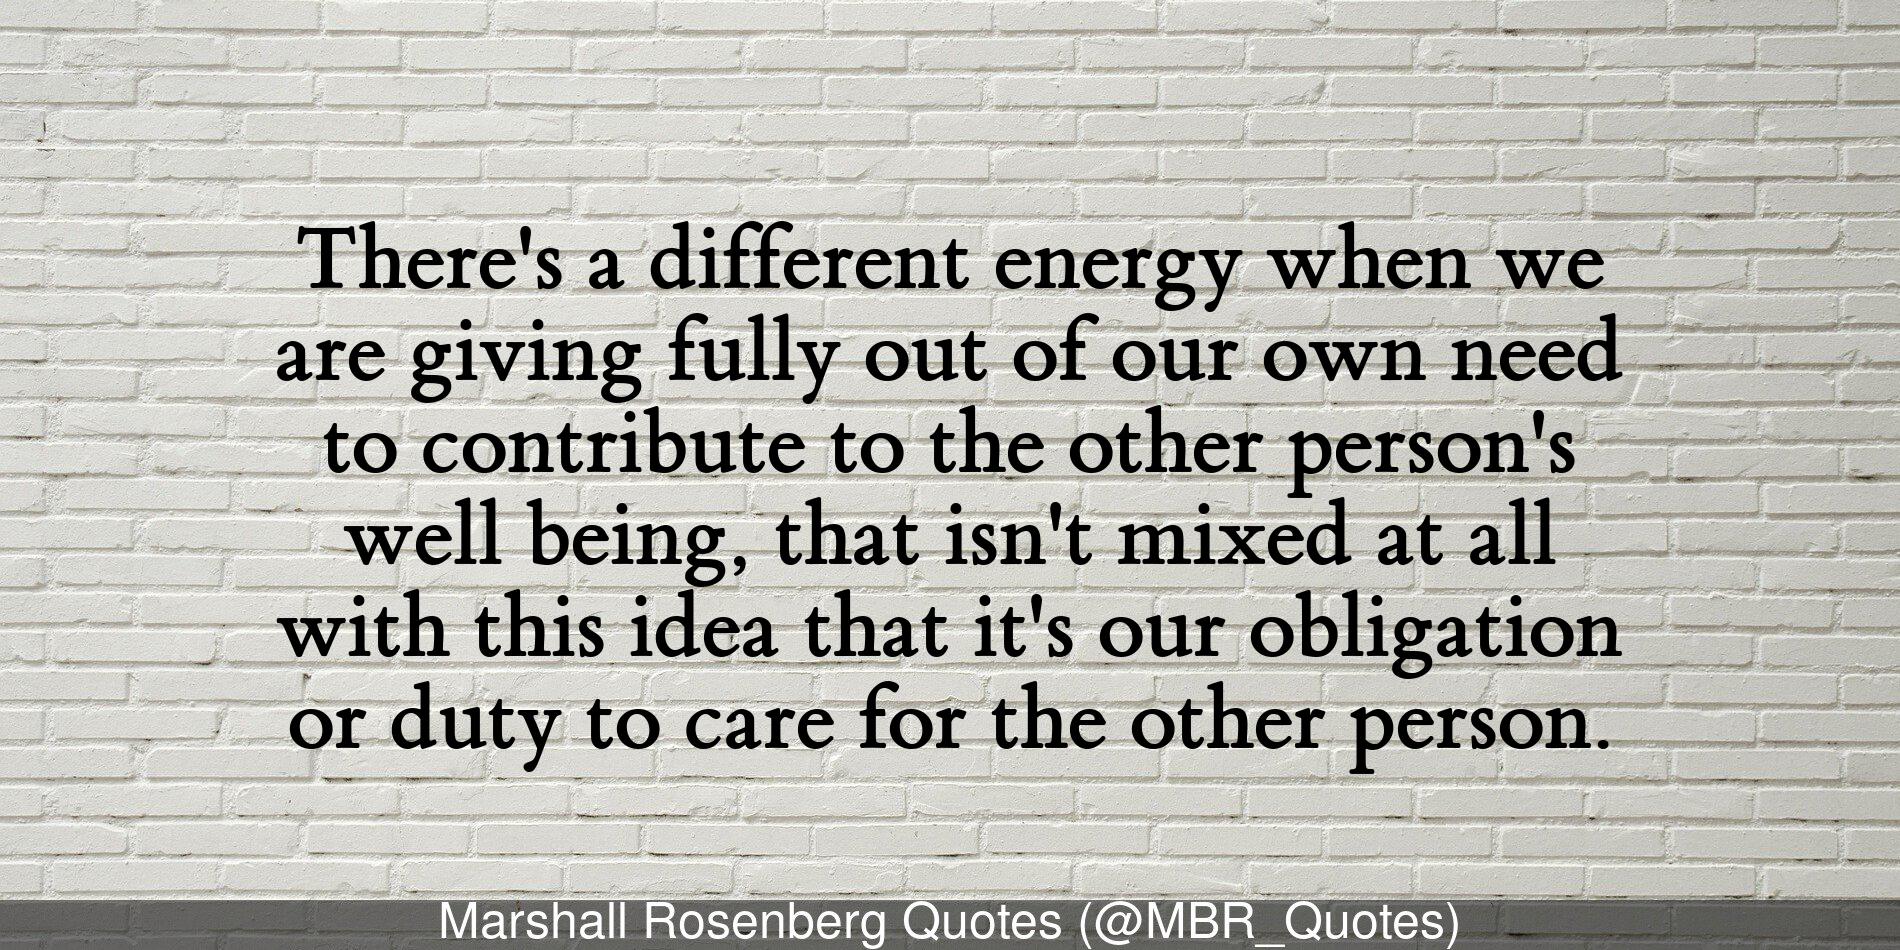 There's a different energy when we
are giving fully out of our own need
to contribute to the other person's
well being, that isn't mixed at all
with this idea that it's our obligation
or duty to care for the other person.
Marshall Rosenberg Quotes (@MBR_Quotes)